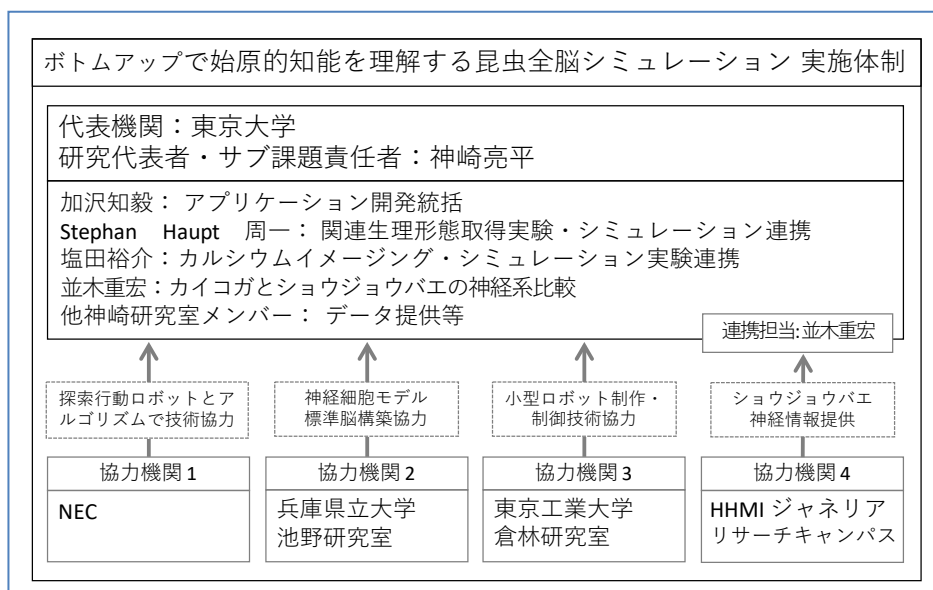 ボトムアップで始原的知能を理解する昆虫全脳シミュレーション 実施体制
代表機関：東京大学
研究代表者・サブ課題責任者：神崎亮平
加沢知毅： アプリケーション開発統括
Stephan Haupt 周一： 関連生理形態取得実験・シミュレーション連携
塩田裕介：カルシウムイメージング・シミュレーション実験連携
並木重宏：カイコガとショウジョウバエの神経系比較
他神崎研究室メンバー： データ提供等
連携担当:並木重宏
探索行動ロボットとア
ルゴリズムで技術協力
神経細胞モデル
標準脳構築協力
小型ロボット制作・
制御技術協力
ショウジョウバエ
神経情報提供
協力機関 1
NEC
協力機関 2
兵庫県立大学
池野研究室
協力機関 3
東京工業大学
倉林研究室
協力機関 4
HHMI ジャネリア
リサーチキャンパス